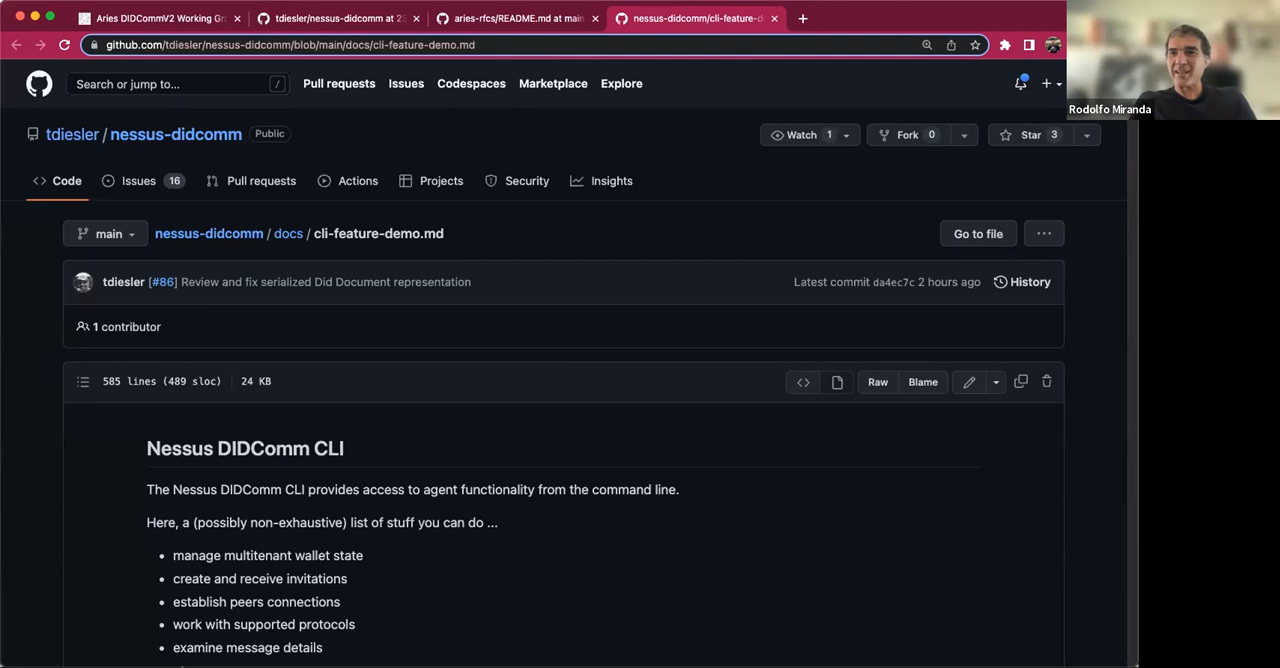 Aries DIDCommV2 Working Gr
tdiesler/nessus-didcomm at 23
aries-rfcs/README.md at main
nessus-didcomm/cli-feature-de
github.com/tdiesler/nessus-didcomm/blob/main/docs/cli-feature-demo.md
Search or jump to... /
Pull requests Issues Codespaces Marketplace Explore
Rodolfo Miranda
tdiesler / nessus-didcomm Public
Watch 1 Fork 0 Star 3
Code Issues 16 Pull requests Actions Projects Security Insights
main nessus-didcomm / docs / cli-feature-demo.md Go to file ...
tdiesler [#86] Review and fix serialized Did Document representation Latest commit da4ec7c 2 hours ago History
1 contributor
585 lines (489 sloc) 24 KB Raw Blame
Nessus DIDComm CLI
The Nessus DIDComm CLI provides access to agent functionality from the command line.
Here, a (possibly non-exhaustive) list of stuff you can do ...
• manage multitenant wallet state
• create and receive invitations
• establish peers connections
• work with supported protocols
• examine message details